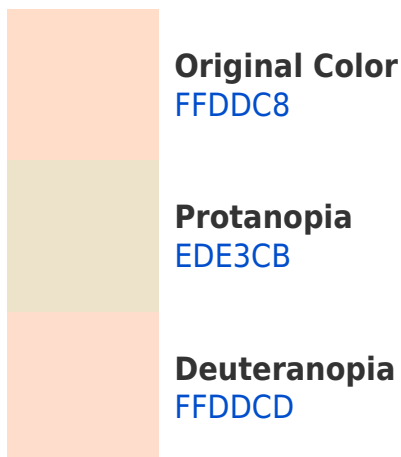 Original Color
FFDDC8
Protanopia
EDE3CB
Deuteranopia
FFDDCD